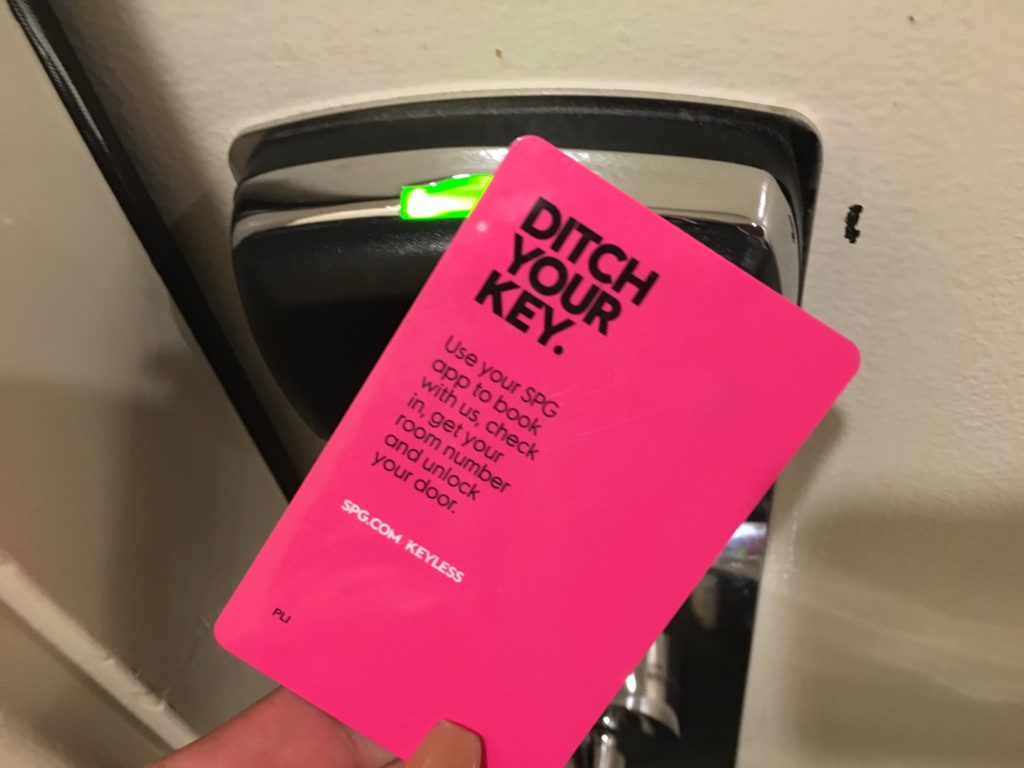 DITCH
YOUR
KEY.
Use your SPG
app to book
with us, check
in, get your
room number
and unlock
your door.
SPG.COM/KEYLESS
PLI